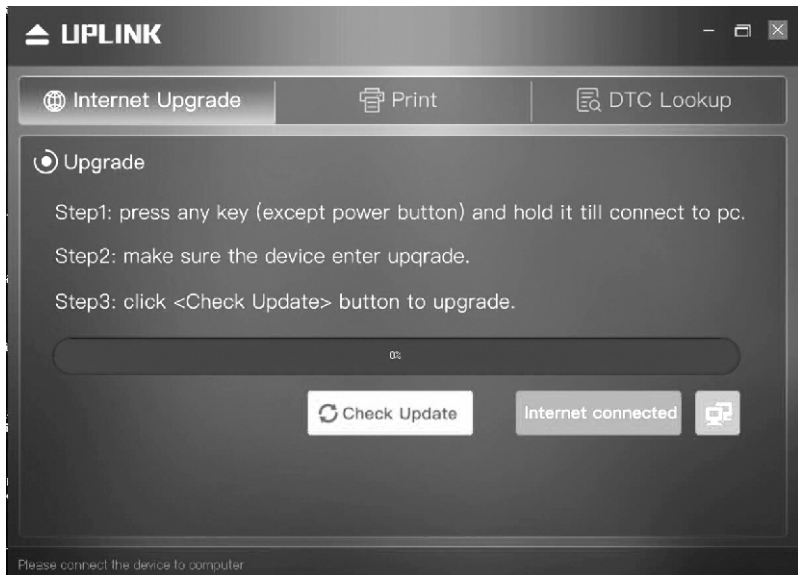 UPLINK
Internet Upgrade Print DTC Lookup
Upgrade
Step1: press any key (except power button) and hold it till connect to pc.
Step2: make sure the device enter upqrade.
Step3: click <Check Update> button to upgrade.
0%
Check Update Internet connected
Please connect the device to computer